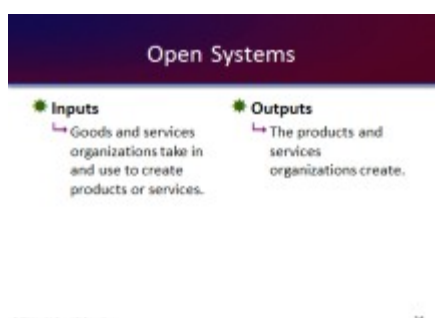 Open Systems
Inputs
Goods and services
organizations take in
and use to create
products or services.
Outputs
The products and
services
organizations create.